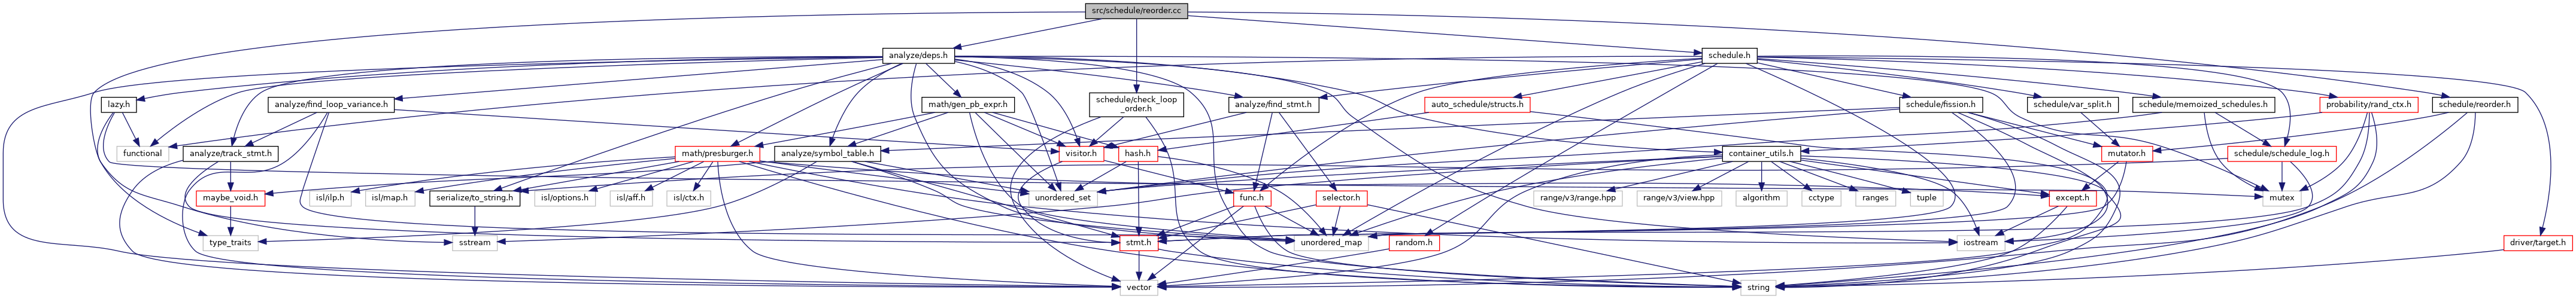 src/schedule/reorder.cc
analyze/deps.h
schedule.h
lazy.h
analyze/find_loop_variance.h
math/gen_pb_expr.h
schedule/check_loop
_order.h
analyze/find_stmt.h
auto_schedule/structs.h
schedule/fission.h
schedule/var_split.h
schedule/memoized_schedules.h
probability/rand_ctx.h
schedule/reorder.h
functional
analyze/track_stmt.h
math/presburger.h
analyze/symbol_table.h
visitor.h
hash.h
container_utils.h
mutator.h
schedule/schedule_log.h
maybe_void.h
isl/ilp.h
isl/map.h
serialize/to_string.h
isl/options.h
isl/aff.h
isl/ctx.h
unordered_set
func.h
selector.h
range/v3/range.hpp
range/v3/view.hpp
algorithm
cctype
ranges
tuple
except.h
mutex
type_traits
sstream
stmt.h
unordered_map
random.h
iostream
driver/target.h
vector
string